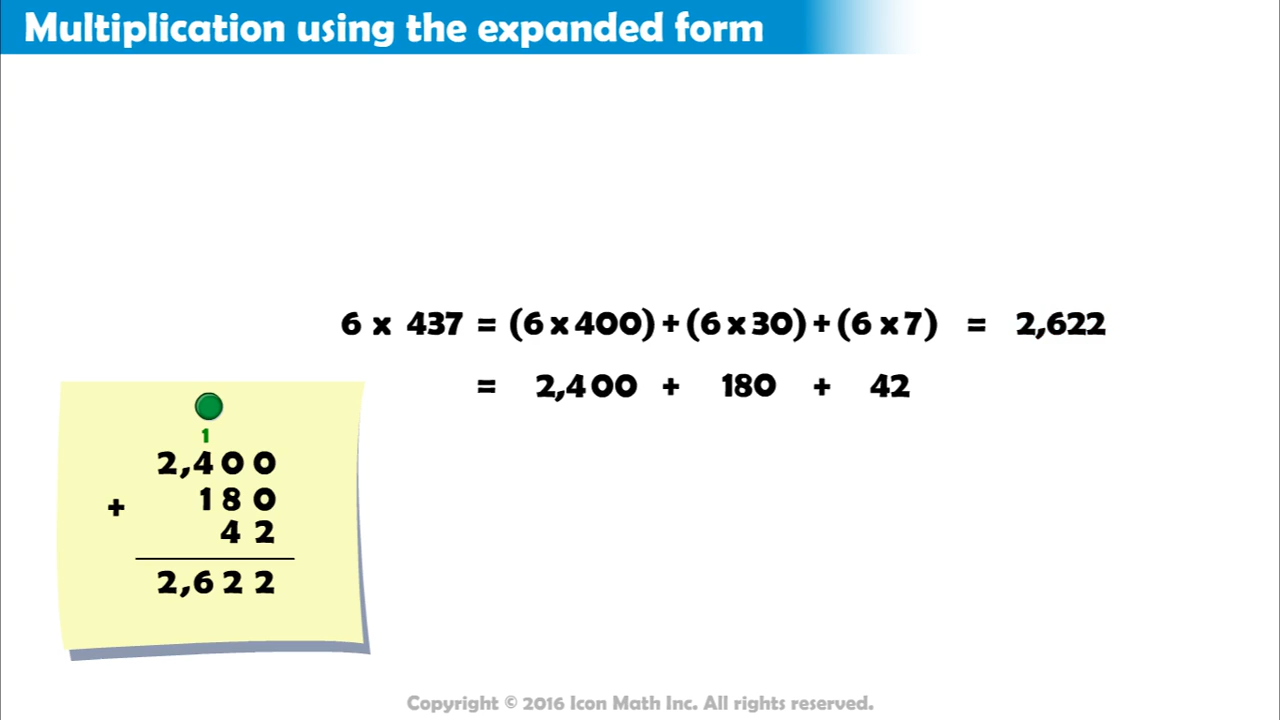 Multiplication using the expanded form
6 x 437 = (6 x 400) + (6 x 30) + (6 x 7) = 2,622
= 2,400 + 180 + 42
1
2,400
+ 180
42
2,622
Copyright © 2016 Icon Math Inc. All rights reserved.